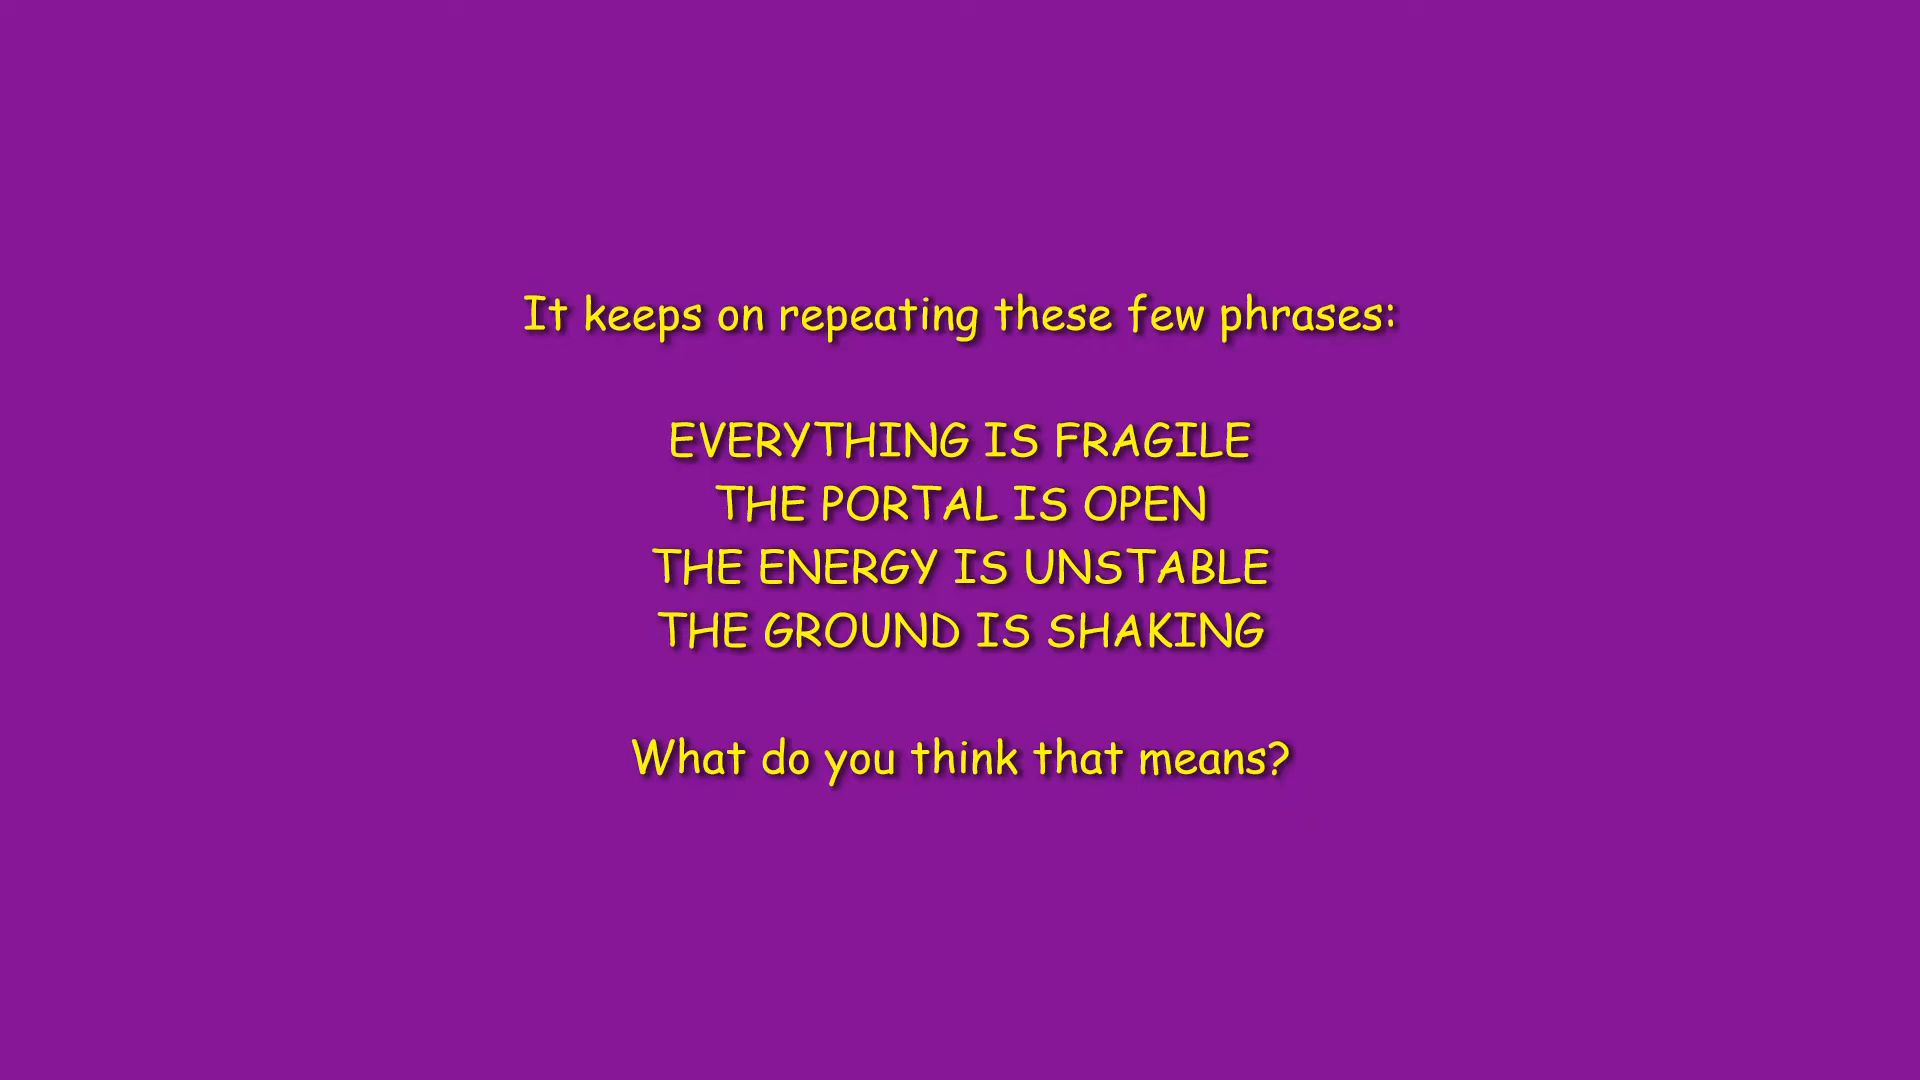 It keeps on repeating these few phrases:
EVERYTHING IS FRAGILE
THE PORTAL IS OPEN
THE ENERGY IS UNSTABLE
THE GROUND IS SHAKING
What do you think that means?